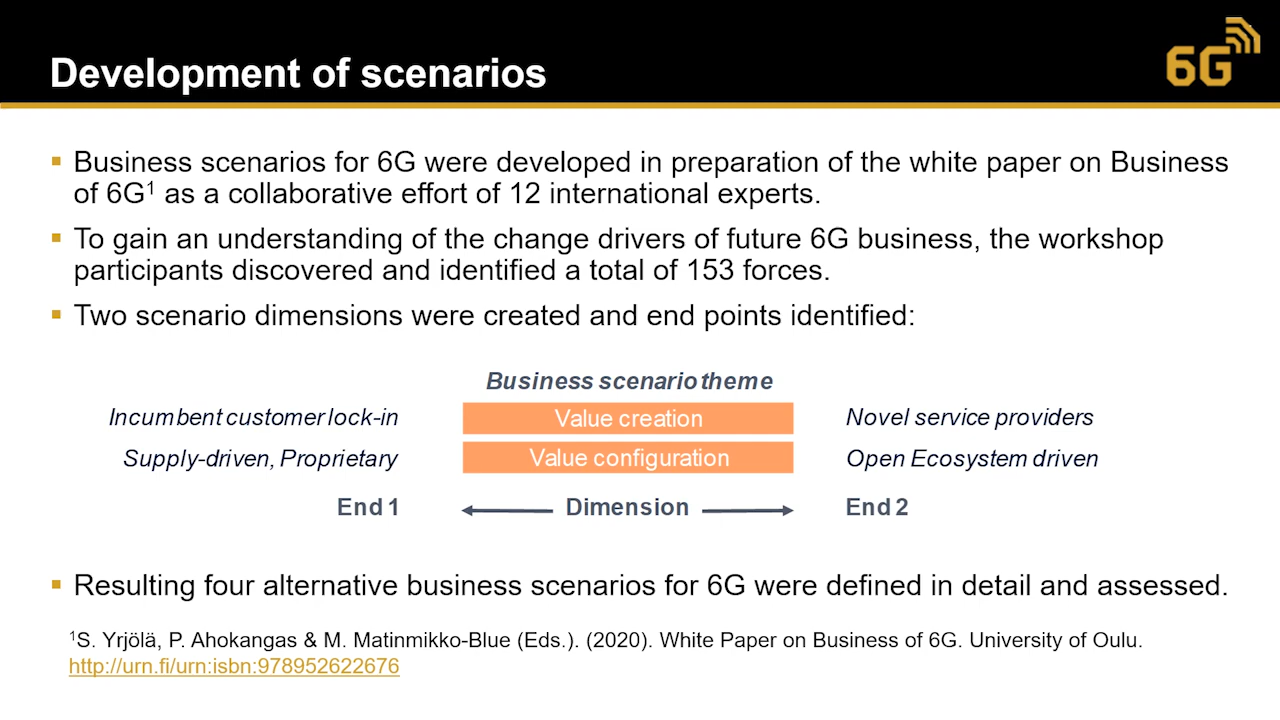 Development of scenarios
6G
▪ Business scenarios for 6G were developed in preparation of the white paper on Business
of 6G¹ as a collaborative effort of 12 international experts.
▪ To gain an understanding of the change drivers of future 6G business, the workshop
participants discovered and identified a total of 153 forces.
▪ Two scenario dimensions were created and end points identified:
Business scenario theme
Incumbent customer lock-in Value creation Novel service providers
Supply-driven, Proprietary Value configuration Open Ecosystem driven
End 1 Dimension End 2
▪ Resulting four alternative business scenarios for 6G were defined in detail and assessed.
¹S. Yrjölä, P. Ahokangas & M. Matinmikko-Blue (Eds.). (2020). White Paper on Business of 6G. University of Oulu.
http://urn.fi/urn:isbn:978952622676